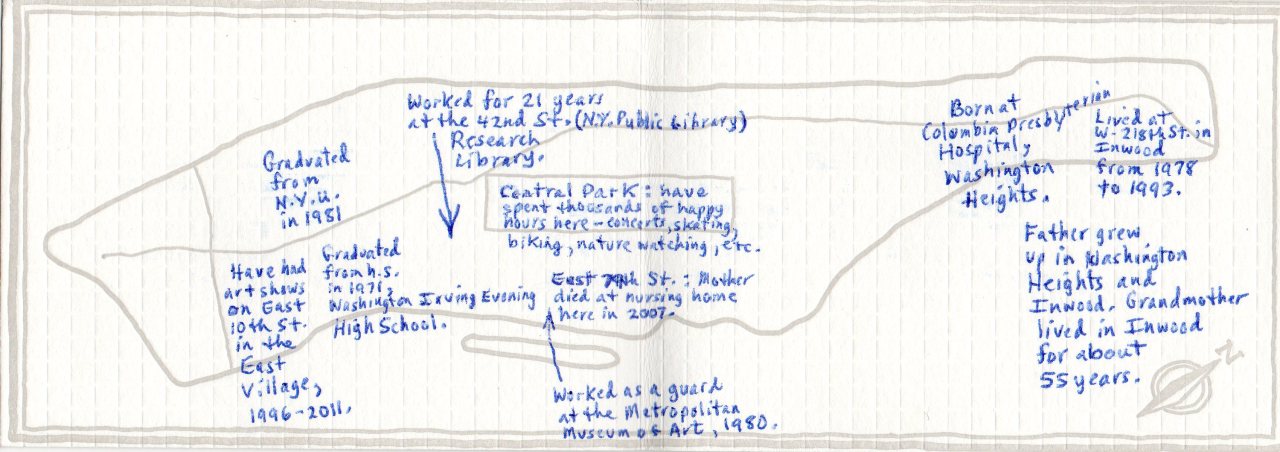 Worked for 21 years
at the 42nd St. (N.Y. Public Library)
Research
Library.
Graduated
from
N.Y.U.
in 1981
Central Park: have
spent thousands of happy
hours here - concerts, skating,
biking, nature watching, etc.
Born at
Columbia Presbyterian
Hospital,
Washington
Heights.
Lived at
W. 218th St. in
Inwood
from 1978
to 1993.
Have had
art shows
on East
10th St.
in the
East
Village,
1996-2011.
Graduated
from h.s.
in 1971,
Washington Irving Evening
High School.
East 79th St.: Mother
died at nursing home
here in 2007.
Worked as a guard
at the Metropolitan
Museum of Art, 1980.
Father grew
up in Washington
Heights and
Inwood. Grandmother
lived in Inwood
for about
55 years.
N